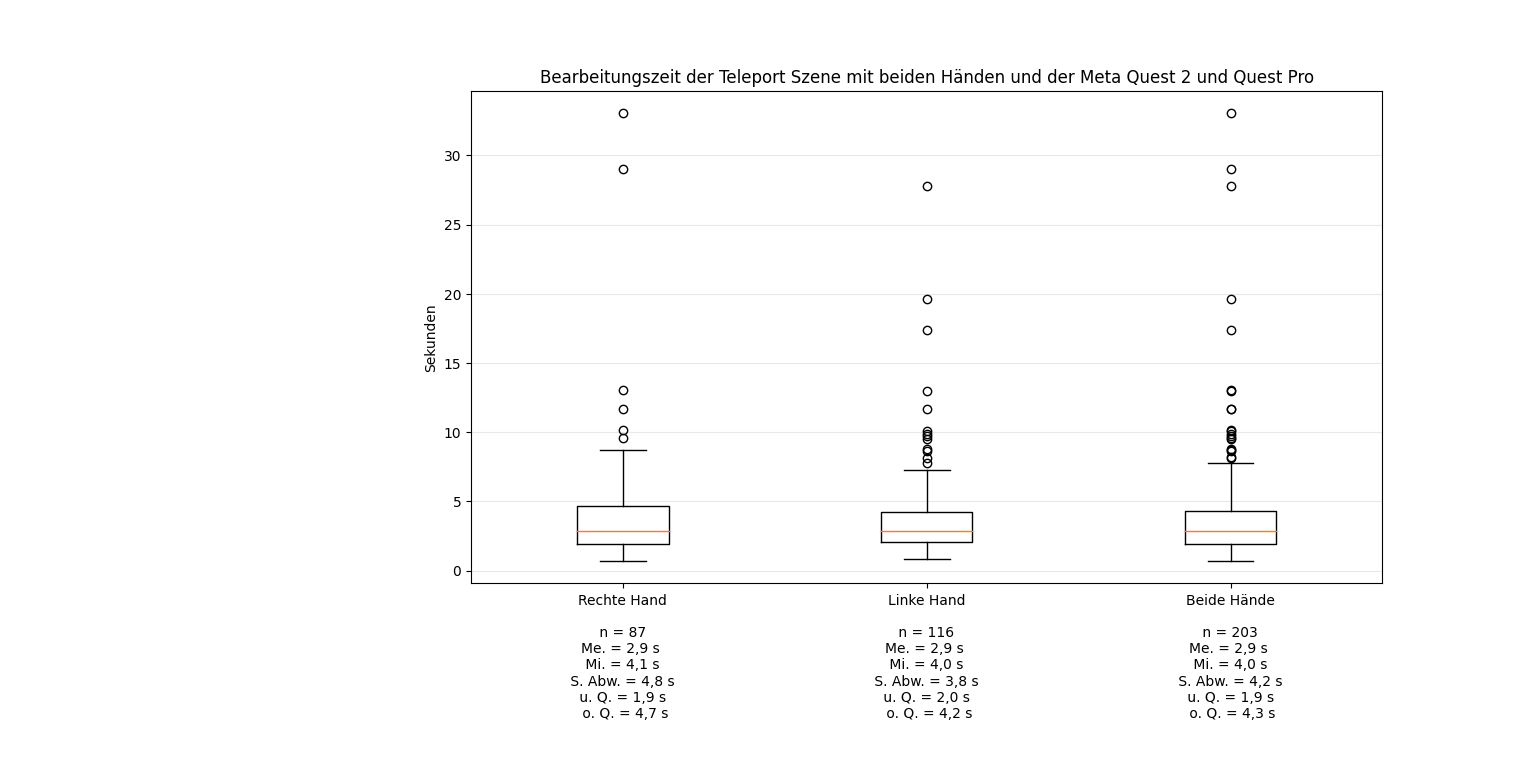 Bearbeitungszeit der Teleport Szene mit beiden Händen und der Meta Quest 2 und Quest Pro
Sekunden
30
25
20
15
10
5
0
Rechte Hand
n = 87
Me. = 2,9 s
Mi. = 4,1 s
S. Abw. = 4,8 s
u. Q. = 1,9 s
o. Q. = 4,7 s
Linke Hand
n = 116
Me. = 2,9 s
Mi. = 4,0 s
S. Abw. = 3,8 s
u. Q. = 2,0 s
o. Q. = 4,2 s
Beide Hände
n = 203
Me. = 2,9 s
Mi. = 4,0 s
S. Abw. = 4,2 s
u. Q. = 1,9 s
o. Q. = 4,3 s